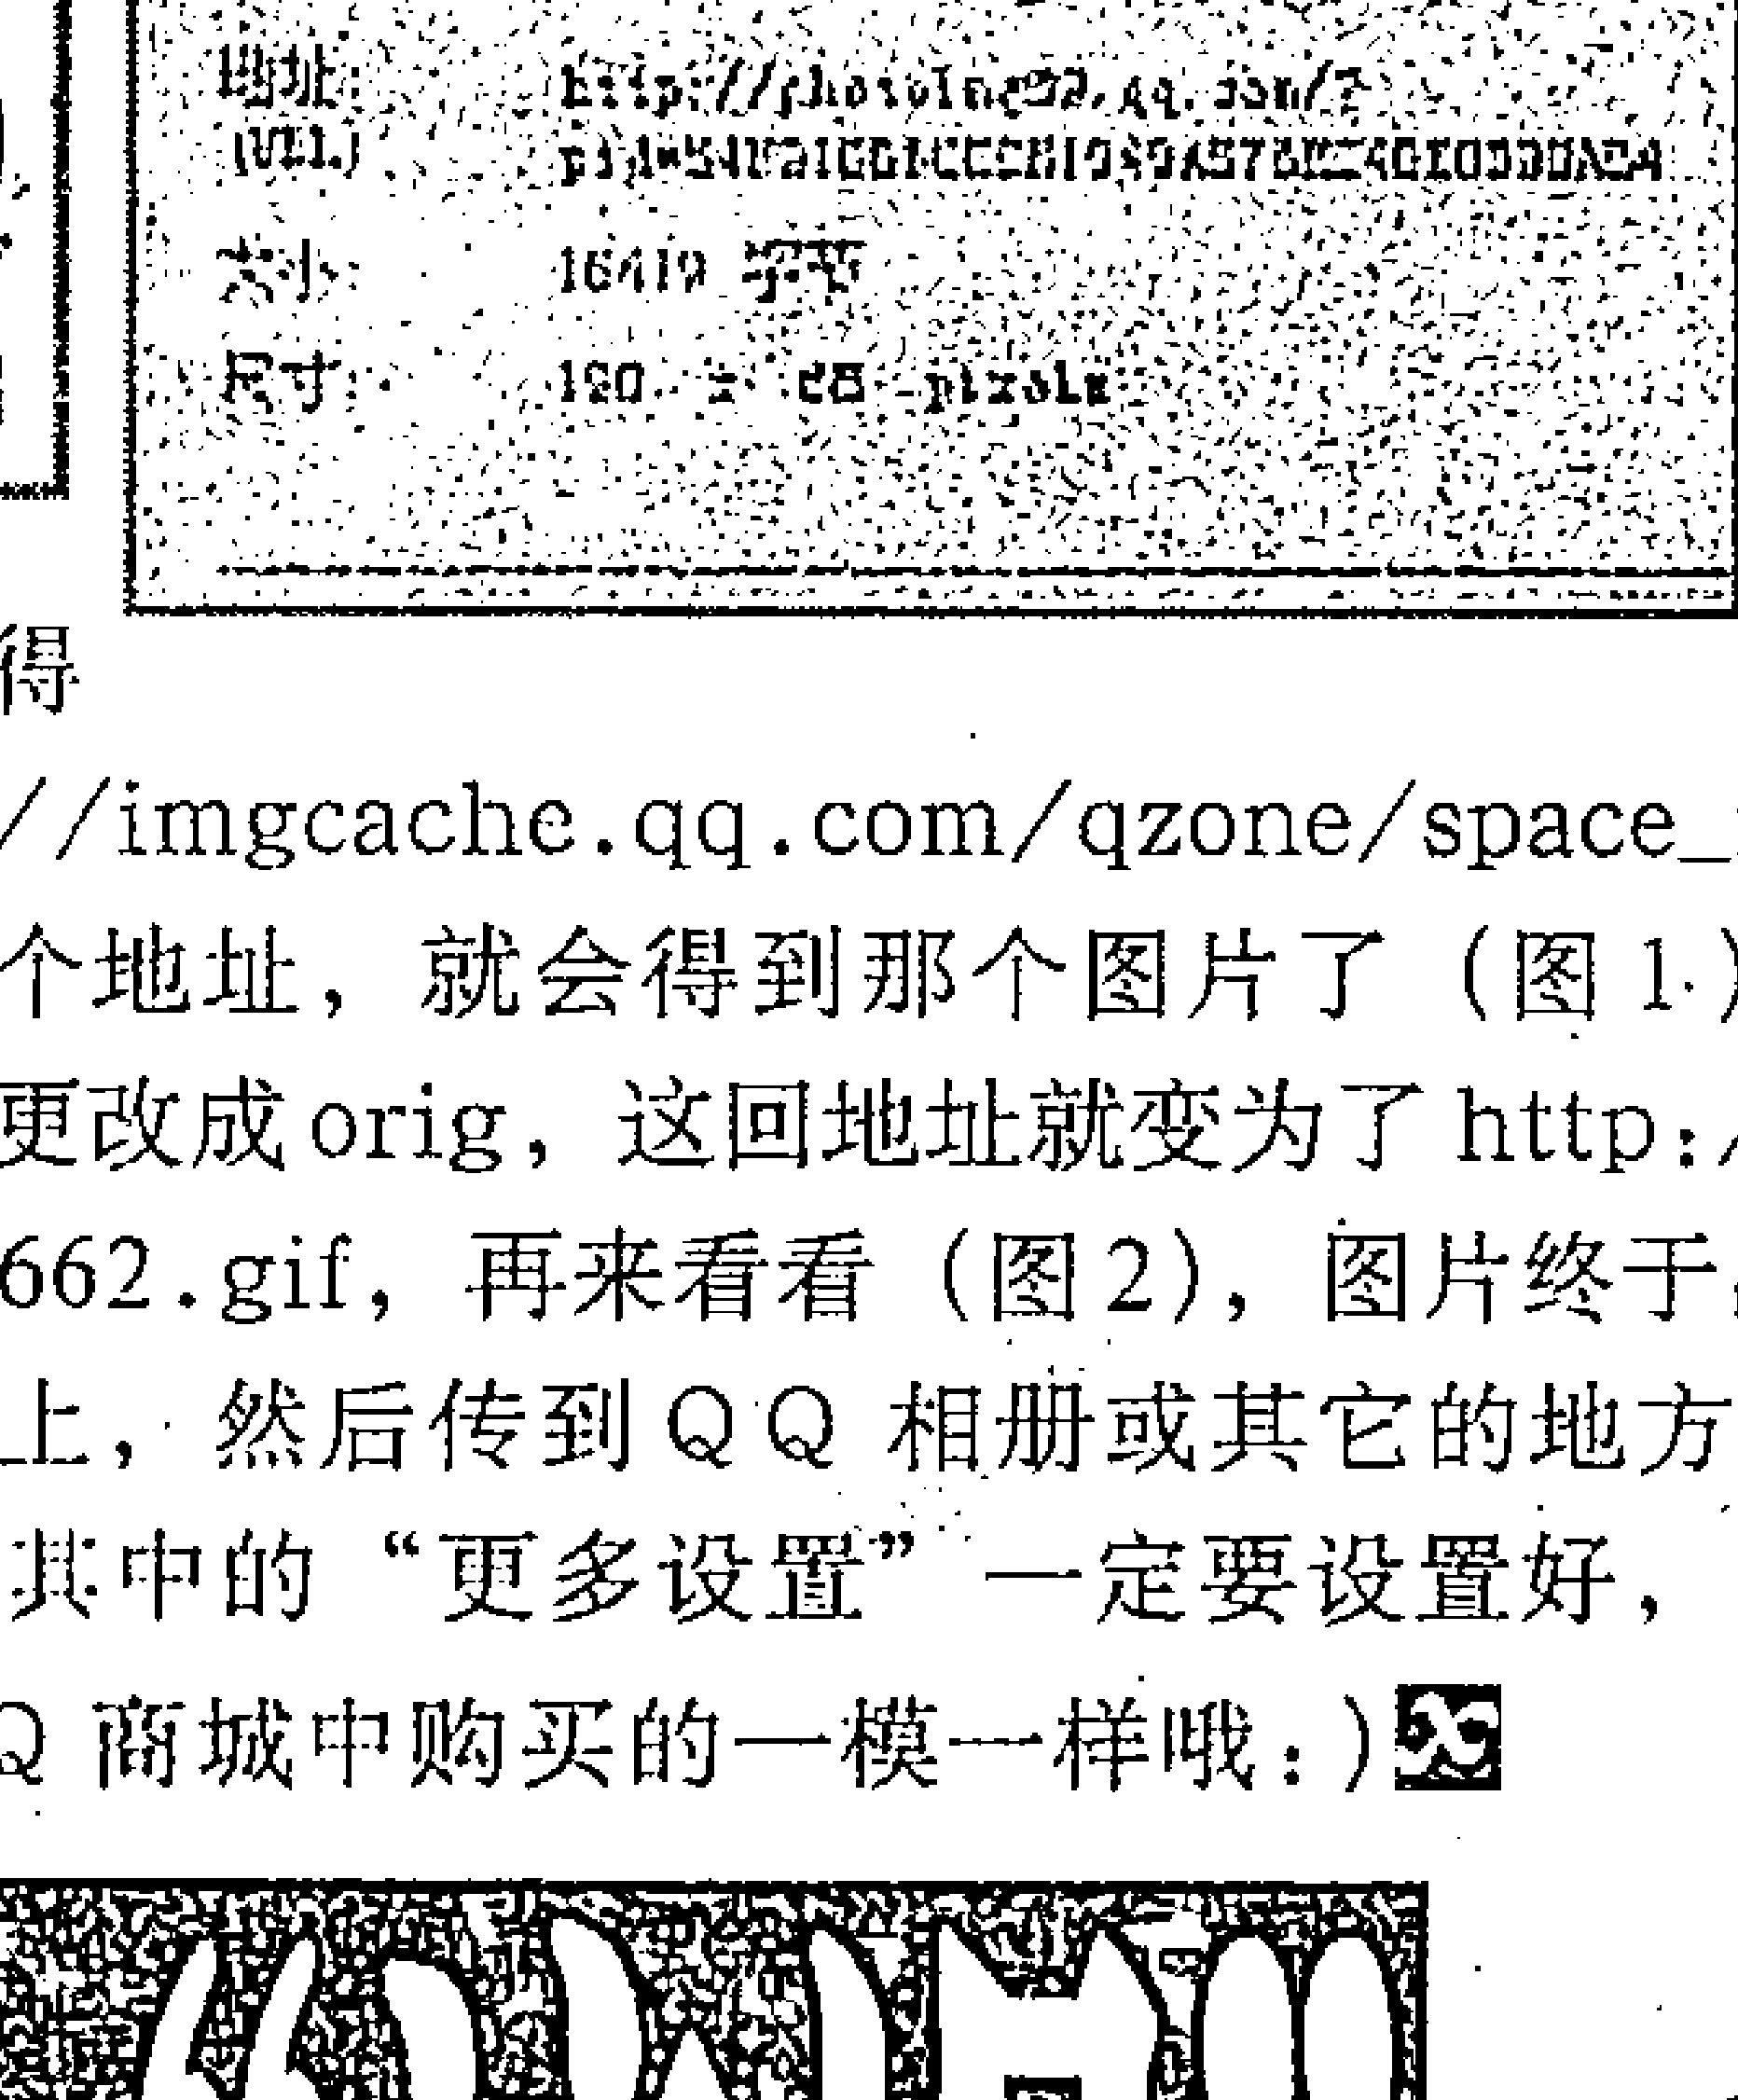 地址:
(URL)
大小: 16419 字节
尺寸: pixels
得
//imgcache.qq.com/qzone/space_
个地址，就会得到那个图片了（图 1）
更改成orig，这回地址就变为了http:/
662.gif，再来看看（图2），图片终于
上，然后传到QQ 相册或其它的地方
其中的“更多设置”一定要设置好，
Q 商城中购买的一模一样哦：）